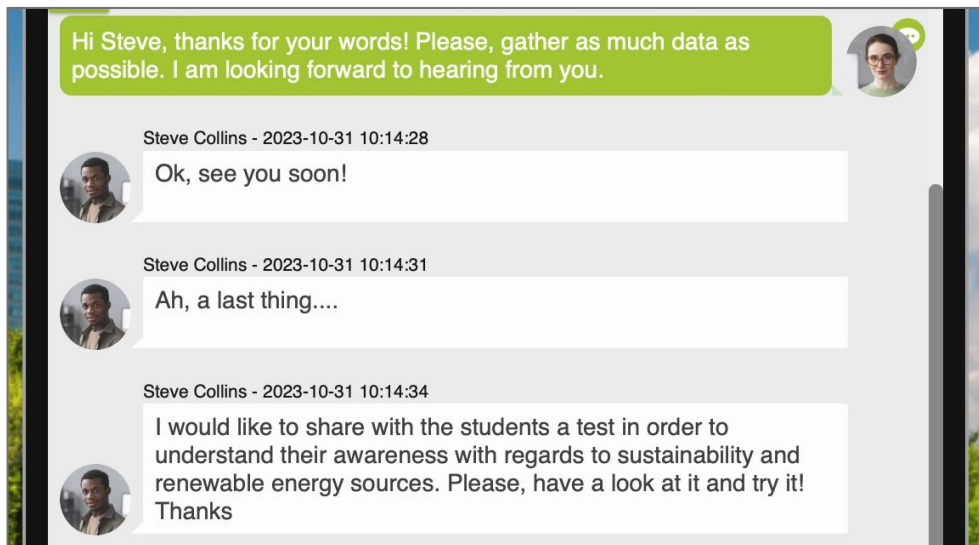 Hi Steve, thanks for your words! Please, gather as much data as
possible. I am looking forward to hearing from you.
Steve Collins - 2023-10-31 10:14:28
Ok, see you soon!
Steve Collins - 2023-10-31 10:14:31
Ah, a last thing....
Steve Collins - 2023-10-31 10:14:34
I would like to share with the students a test in order to
understand their awareness with regards to sustainability and
renewable energy sources. Please, have a look at it and try it!
Thanks